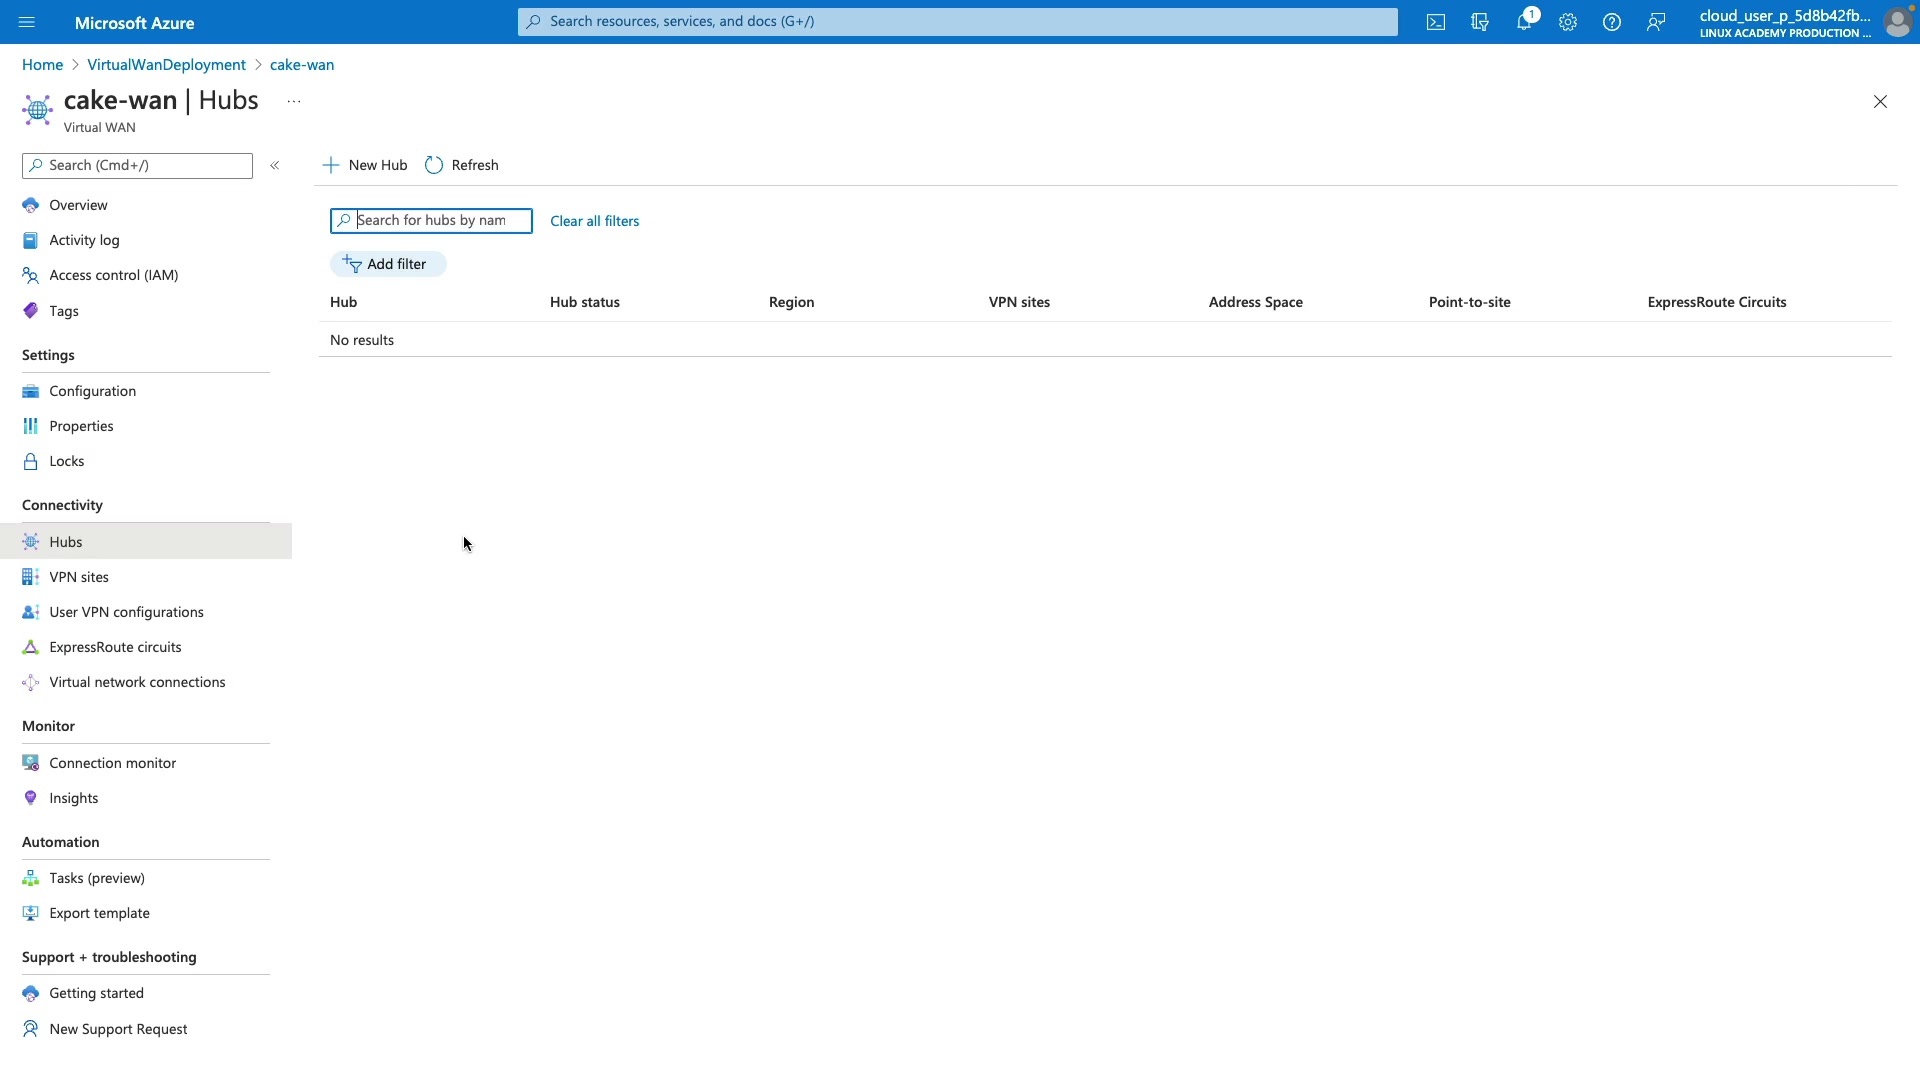 Microsoft Azure
Search resources, services, and docs (G+/)
1
cloud_user_p_5d8b42fb...
LINUX ACADEMY PRODUCTION ...
Home > VirtualWanDeployment > cake-wan
cake-wan | Hubs ...
Virtual WAN
Search (Cmd+/)
«
New Hub
Refresh
Overview
Activity log
Access control (IAM)
Tags
Settings
Configuration
Properties
Locks
Connectivity
Hubs
VPN sites
User VPN configurations
ExpressRoute circuits
Virtual network connections
Monitor
Connection monitor
Insights
Automation
Tasks (preview)
Export template
Support + troubleshooting
Getting started
New Support Request
Search for hubs by nam
Clear all filters
Add filter
Hub Hub status Region VPN sites Address Space Point-to-site ExpressRoute Circuits
No results